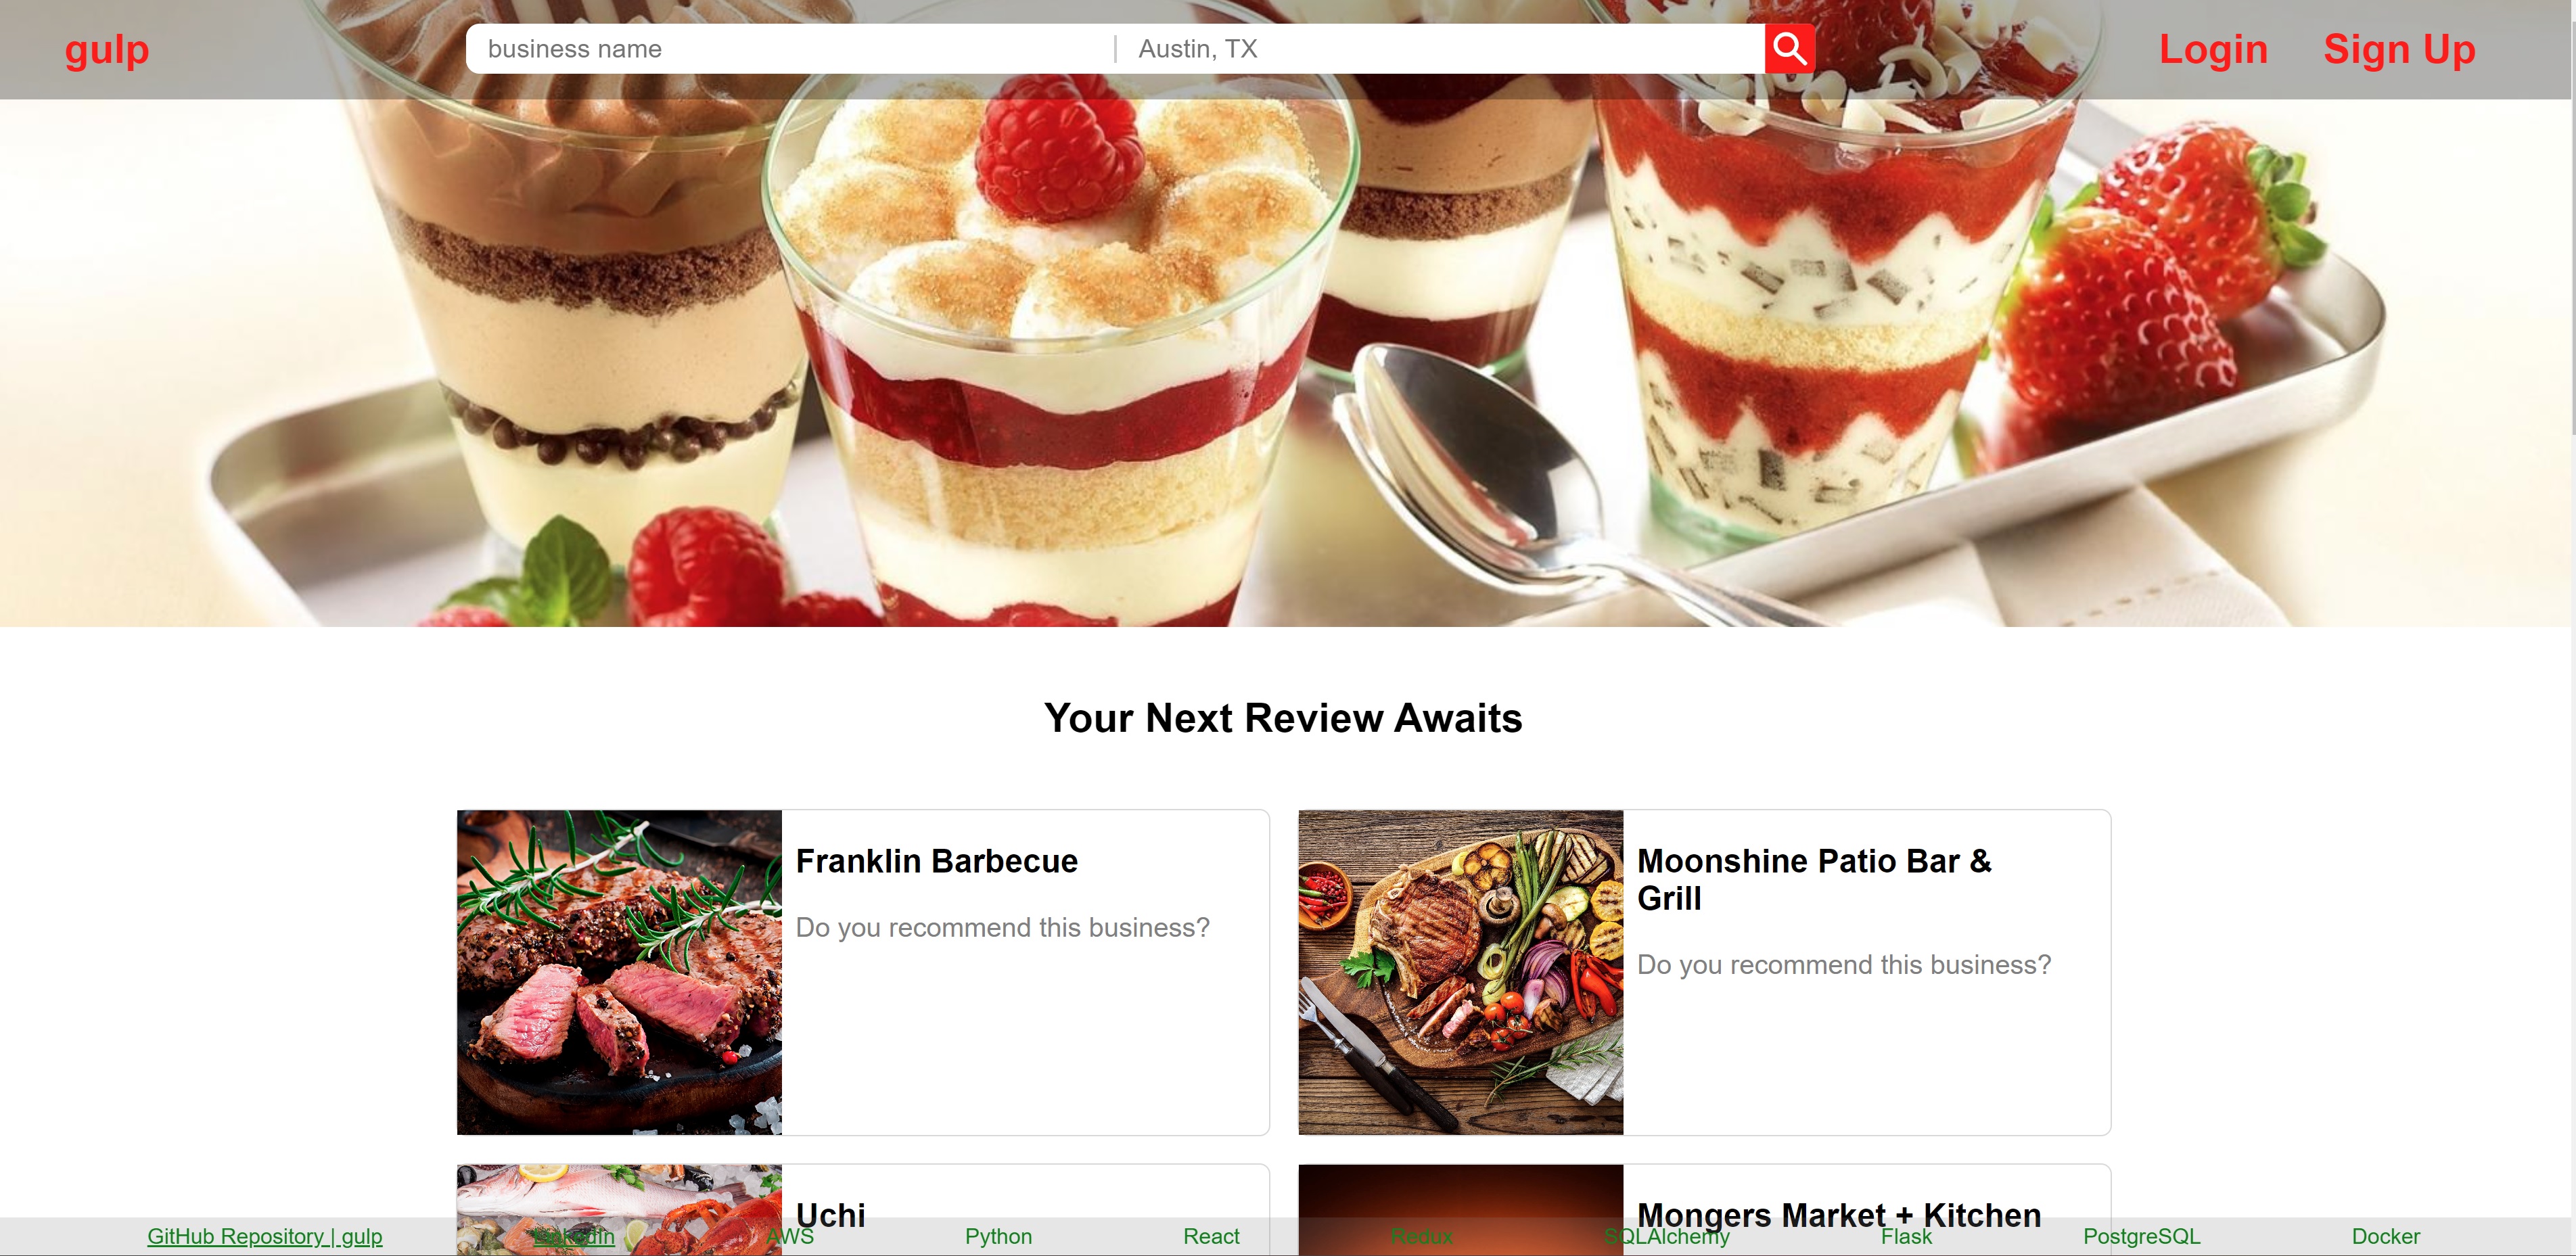 gulp
business name
Austin, TX
Login
Sign Up
Your Next Review Awaits
Franklin Barbecue
Do you recommend this business?
Moonshine Patio Bar &
Grill
Do you recommend this business?
Uchi
Mongers Market + Kitchen
GitHub Repository | gulp
LinkedIn
AWS
Python
React
Redux
SQLAlchemy
Flask
PostgreSQL
Docker